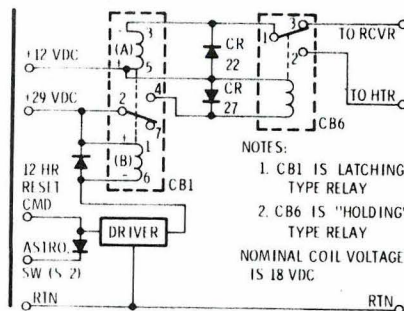 3
TO RCVR
(A)
CR
22
1
+12 VDC
5
2
4
CR
27
TO HTR
+29 VDC
2
7
CB6
1
NOTES:
(B)
1. CB1 IS LATCHING
TYPE RELAY
12 HR
RESET
CMD
6
CB1
2. CB6 IS "HOLDING"
TYPE RELAY
DRIVER
ASTRO.
SW (S 2)
NOMINAL COIL VOLTAGE
IS 18 VDC
RTN
RTN
3
+
+
-